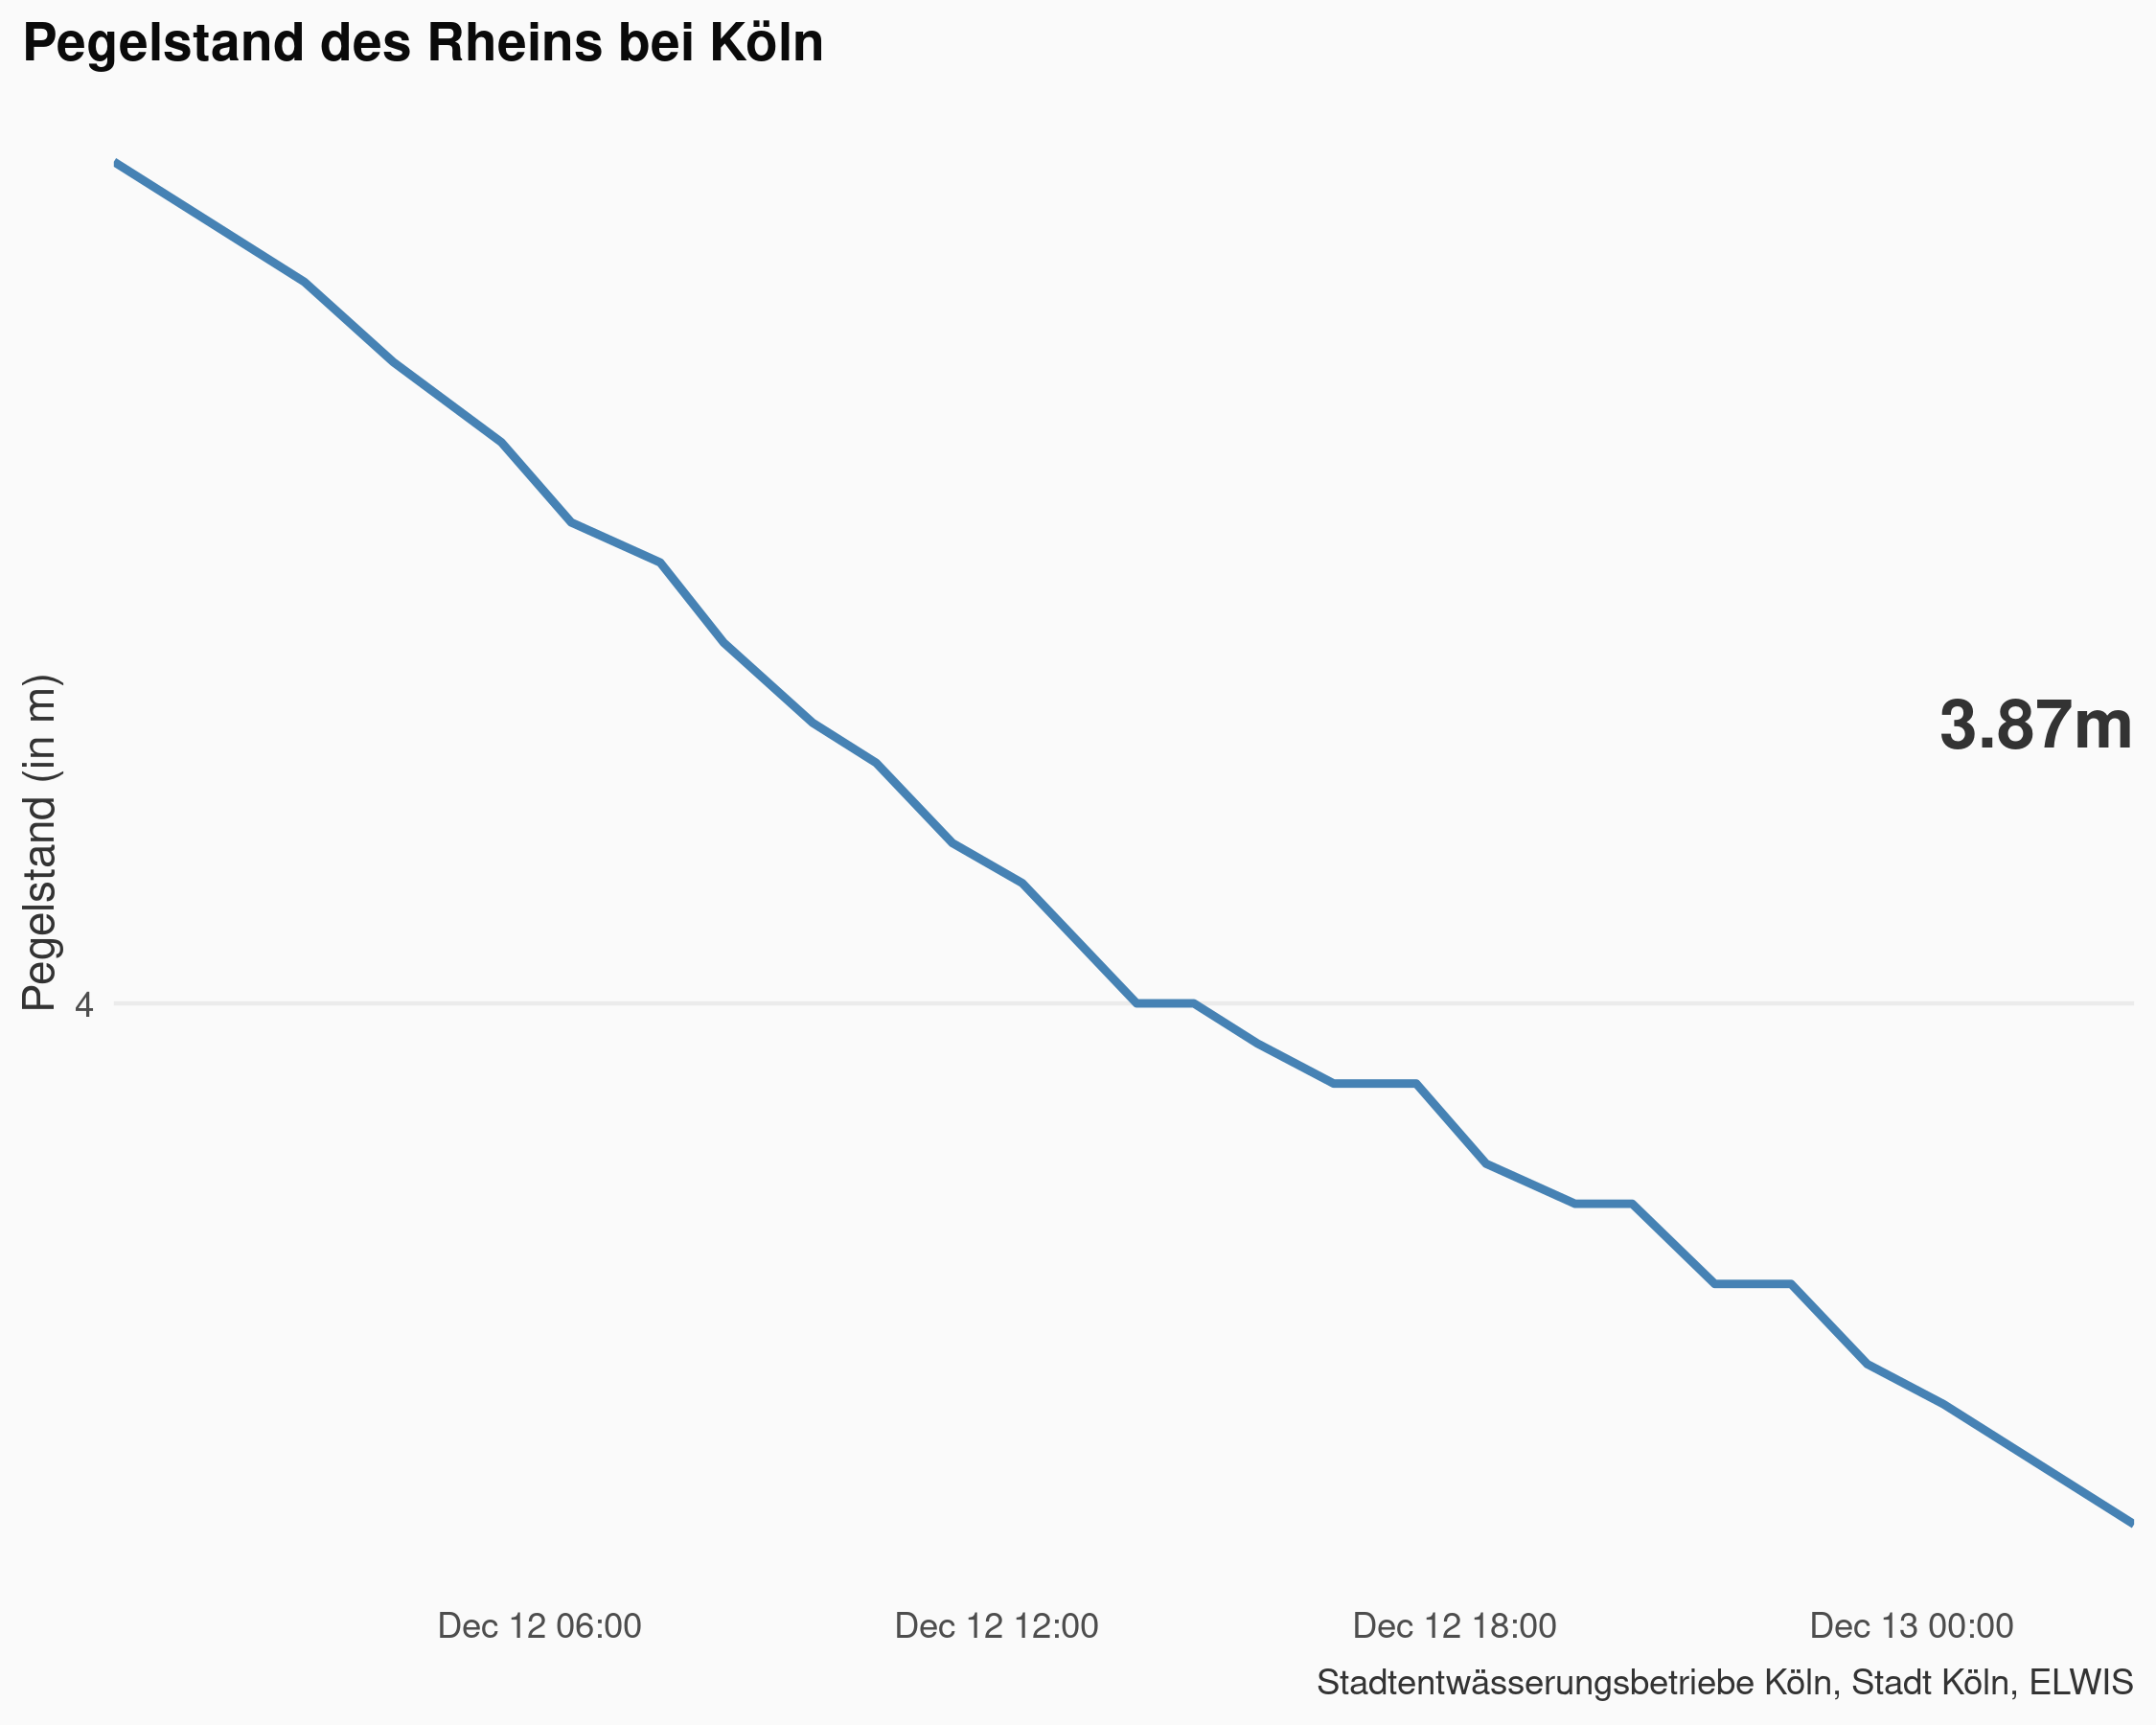 Pegelstand des Rheins bei Köln
Pegelstand (in m)
3.87m
4
Dec 12 06:00
Dec 12 12:00
Dec 12 18:00
Dec 13 00:00
Stadtentwässerungsbetriebe Köln, Stadt Köln, ELWIS